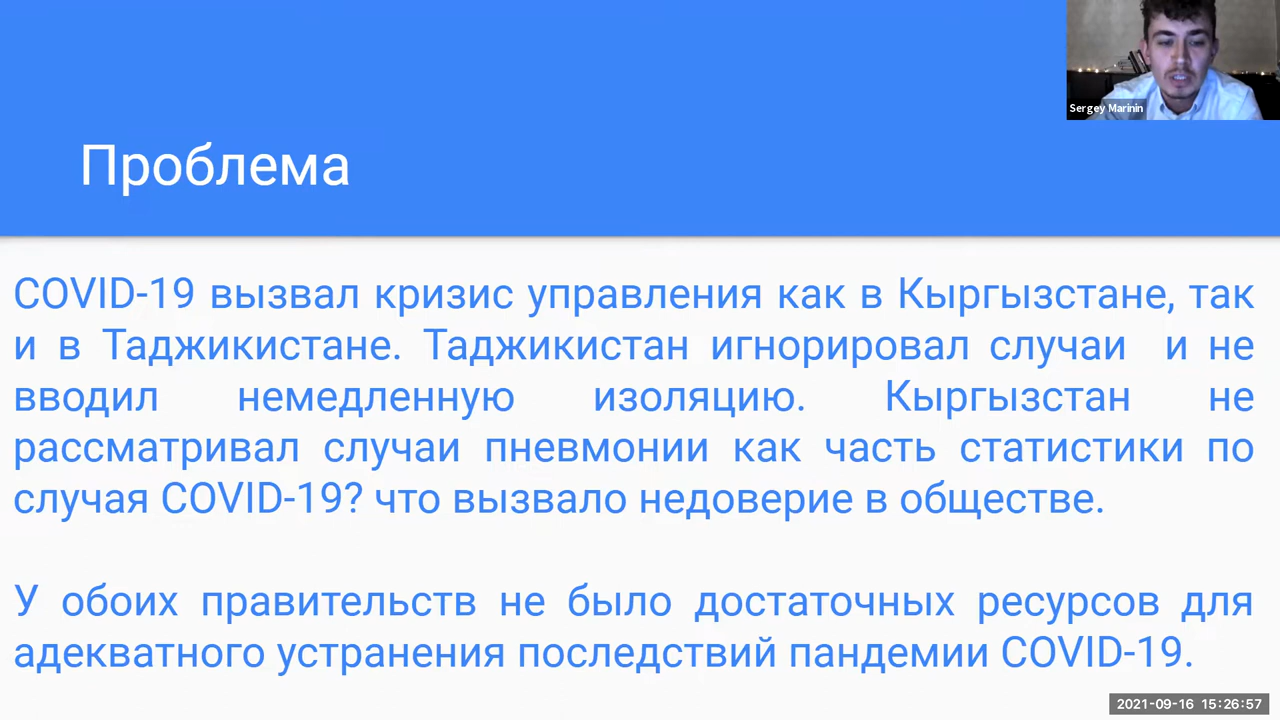 Sergey Marinin
Проблема
COVID-19 вызвал кризис управления как в Кыргызстане, так
и в Таджикистане. Таджикистан игнорировал случаи и не
вводил немедленную изоляцию. Кыргызстан не
рассматривал случаи пневмонии как часть статистики по
случая COVID-19? что вызвало недоверие в обществе.
У обоих правительств не было достаточных ресурсов для
адекватного устранения последствий пандемии COVID-19.
2021-09-16 15:26:57